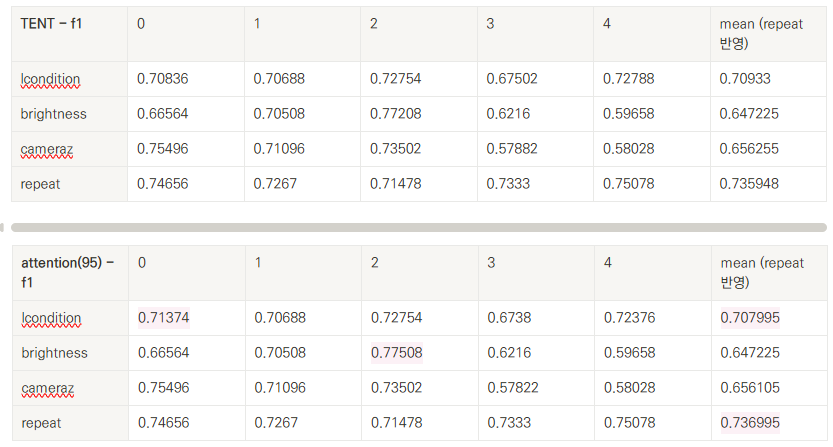 TENT – f1 0 1 2 3 4 mean (repeat
반영)
lcondition 0.70836 0.70688 0.72754 0.67502 0.72788 0.70933
brightness 0.66564 0.70508 0.77208 0.6216 0.59658 0.647225
cameraz 0.75496 0.71096 0.73502 0.57882 0.58028 0.656255
repeat 0.74656 0.7267 0.71478 0.7333 0.75078 0.735948
attention(95) – 0 1 2 3 4 mean (repeat
f1 반영)
lcondition 0.71374 0.70688 0.72754 0.6738 0.72376 0.707995
brightness 0.66564 0.70508 0.77508 0.6216 0.59658 0.647225
cameraz 0.75496 0.71096 0.73502 0.57822 0.58028 0.656105
repeat 0.74656 0.7267 0.71478 0.7333 0.75078 0.736995